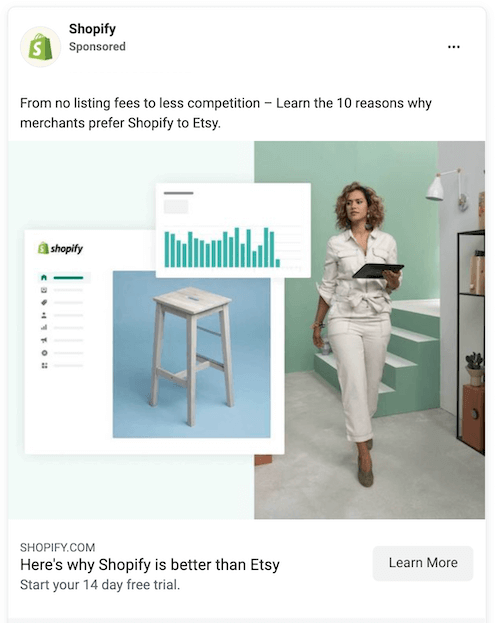 Shopify
Sponsored
...
From no listing fees to less competition – Learn the 10 reasons why
merchants prefer Shopify to Etsy.
shopify
SHOPIFY.COM
Here's why Shopify is better than Etsy
Start your 14 day free trial.
Learn More